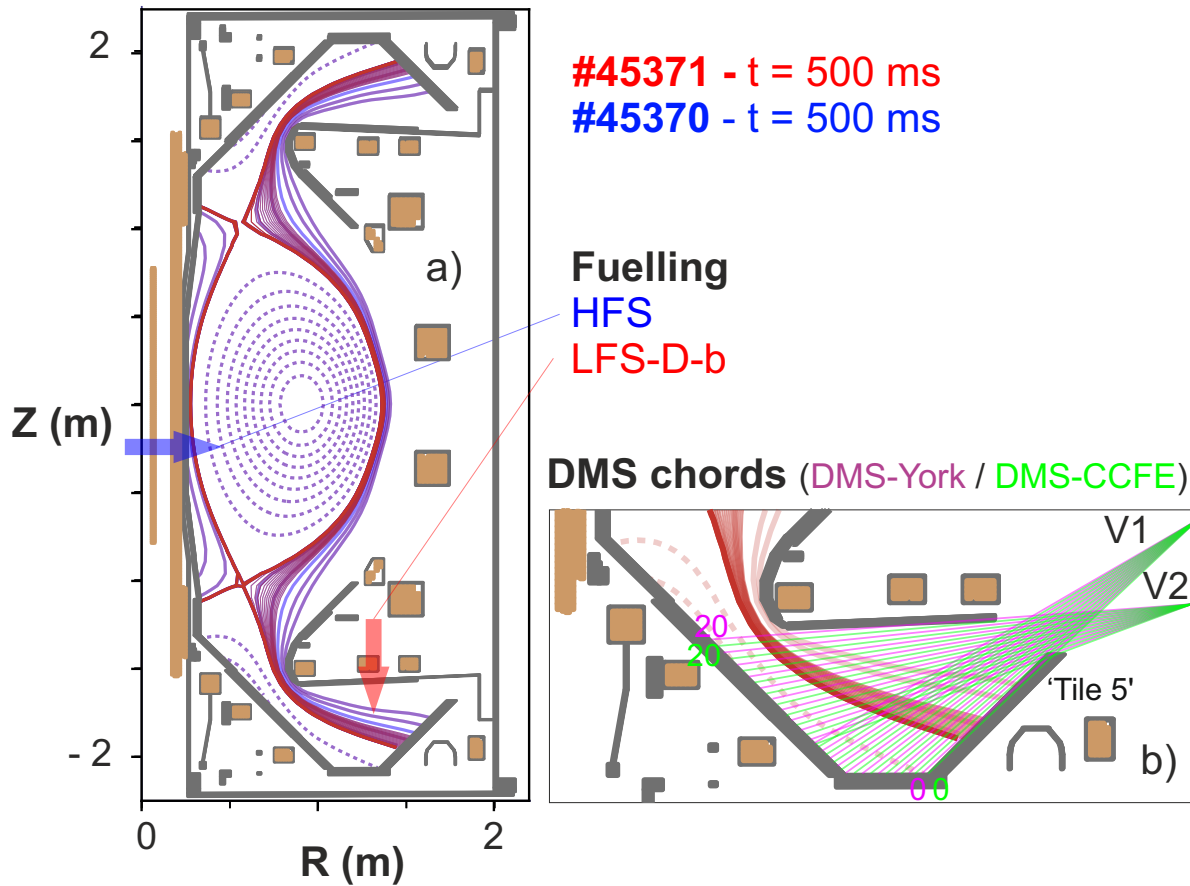 2
#45371 - t = 500 ms
#45370 - t = 500 ms
a)
Fuelling
HFS
LFS-D-b
Z (m)
DMS chords (DMS-York / DMS-CCFE)
V1
V2
20
20
'Tile 5'
b)
0 0
- 2
0
2
R (m)